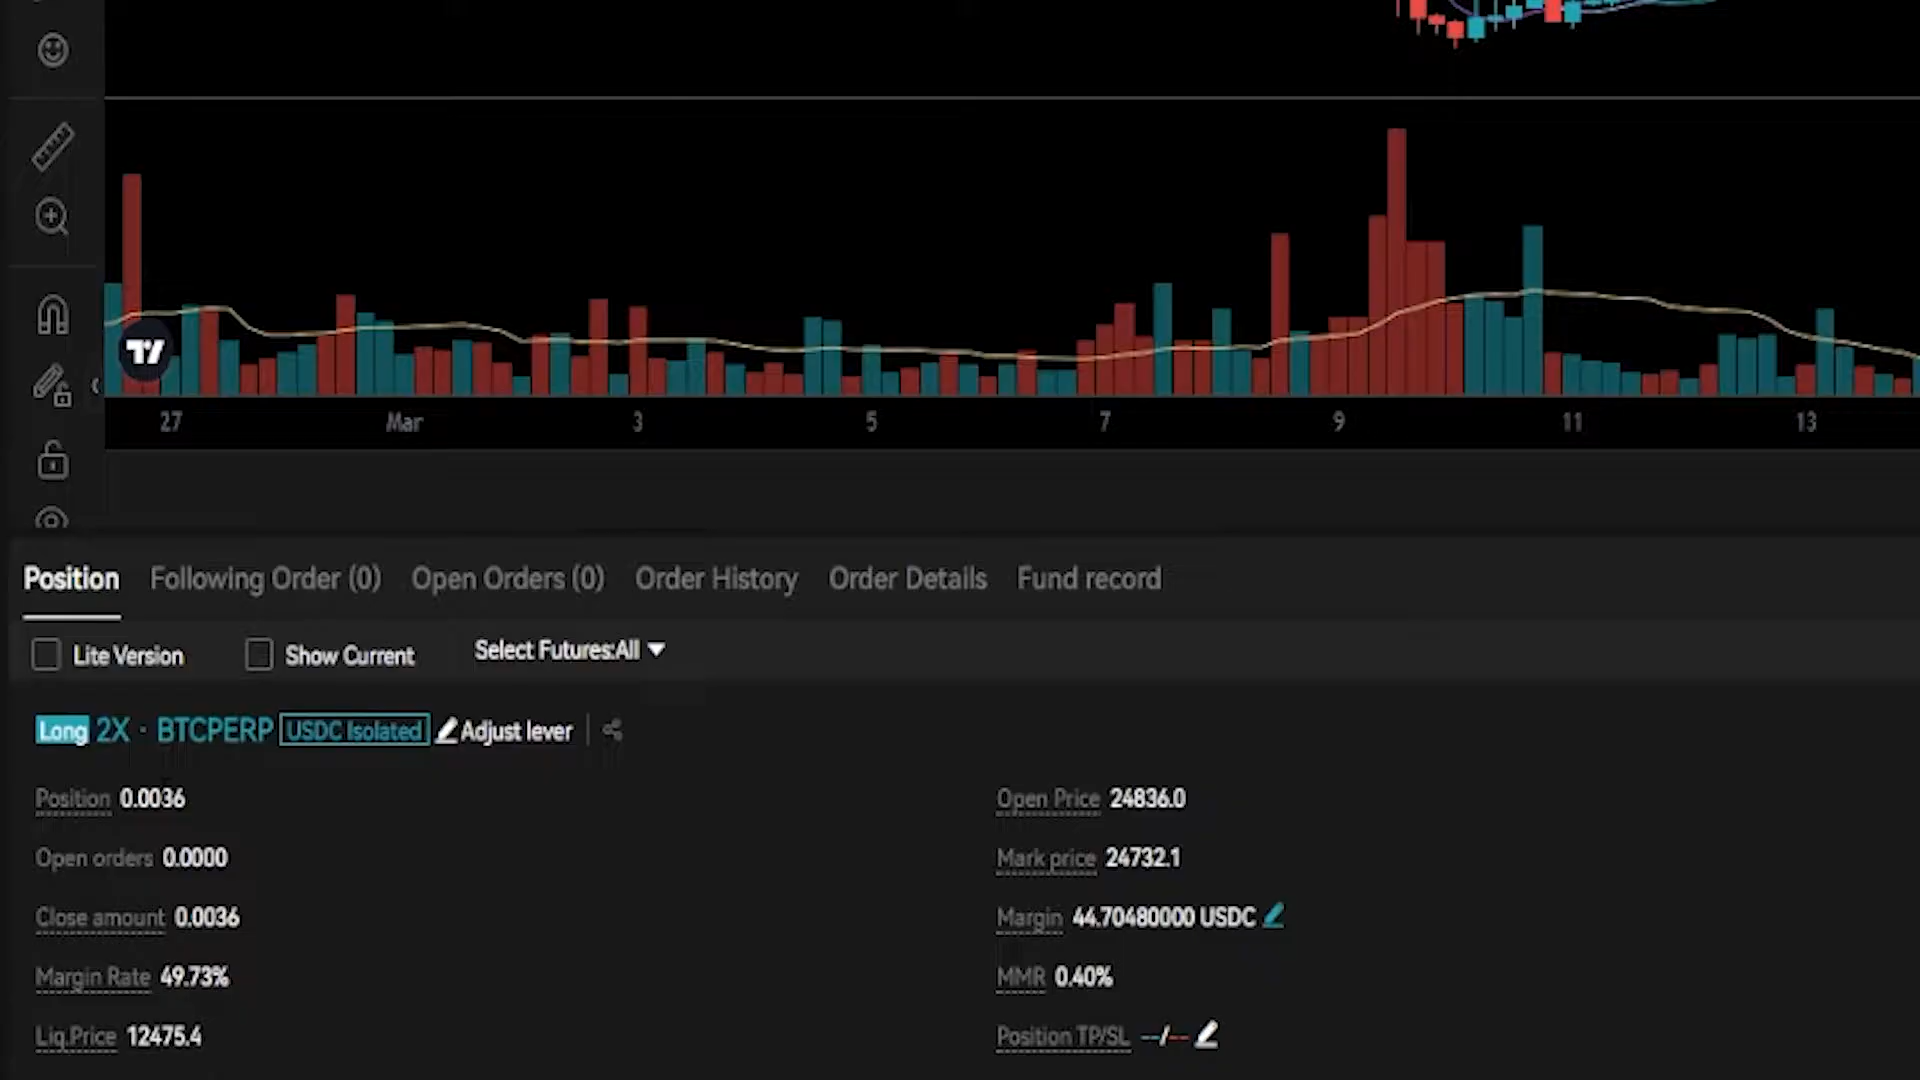 27 Mar 3 5 7 9 11 13
Position Following Order (0) Open Orders (0) Order History Order Details Fund record
Lite Version Show Current Select Futures:All
Long 2X · BTCPERP USDC Isolated Adjust lever
Position 0.0036 Open Price 24836.0
Open orders 0.0000 Mark price 24732.1
Close amount 0.0036 Margin 44.70480000 USDC
Margin Rate 49.73% MMR 0.40%
Liq.Price 12475.4 Position TP/SL --/--